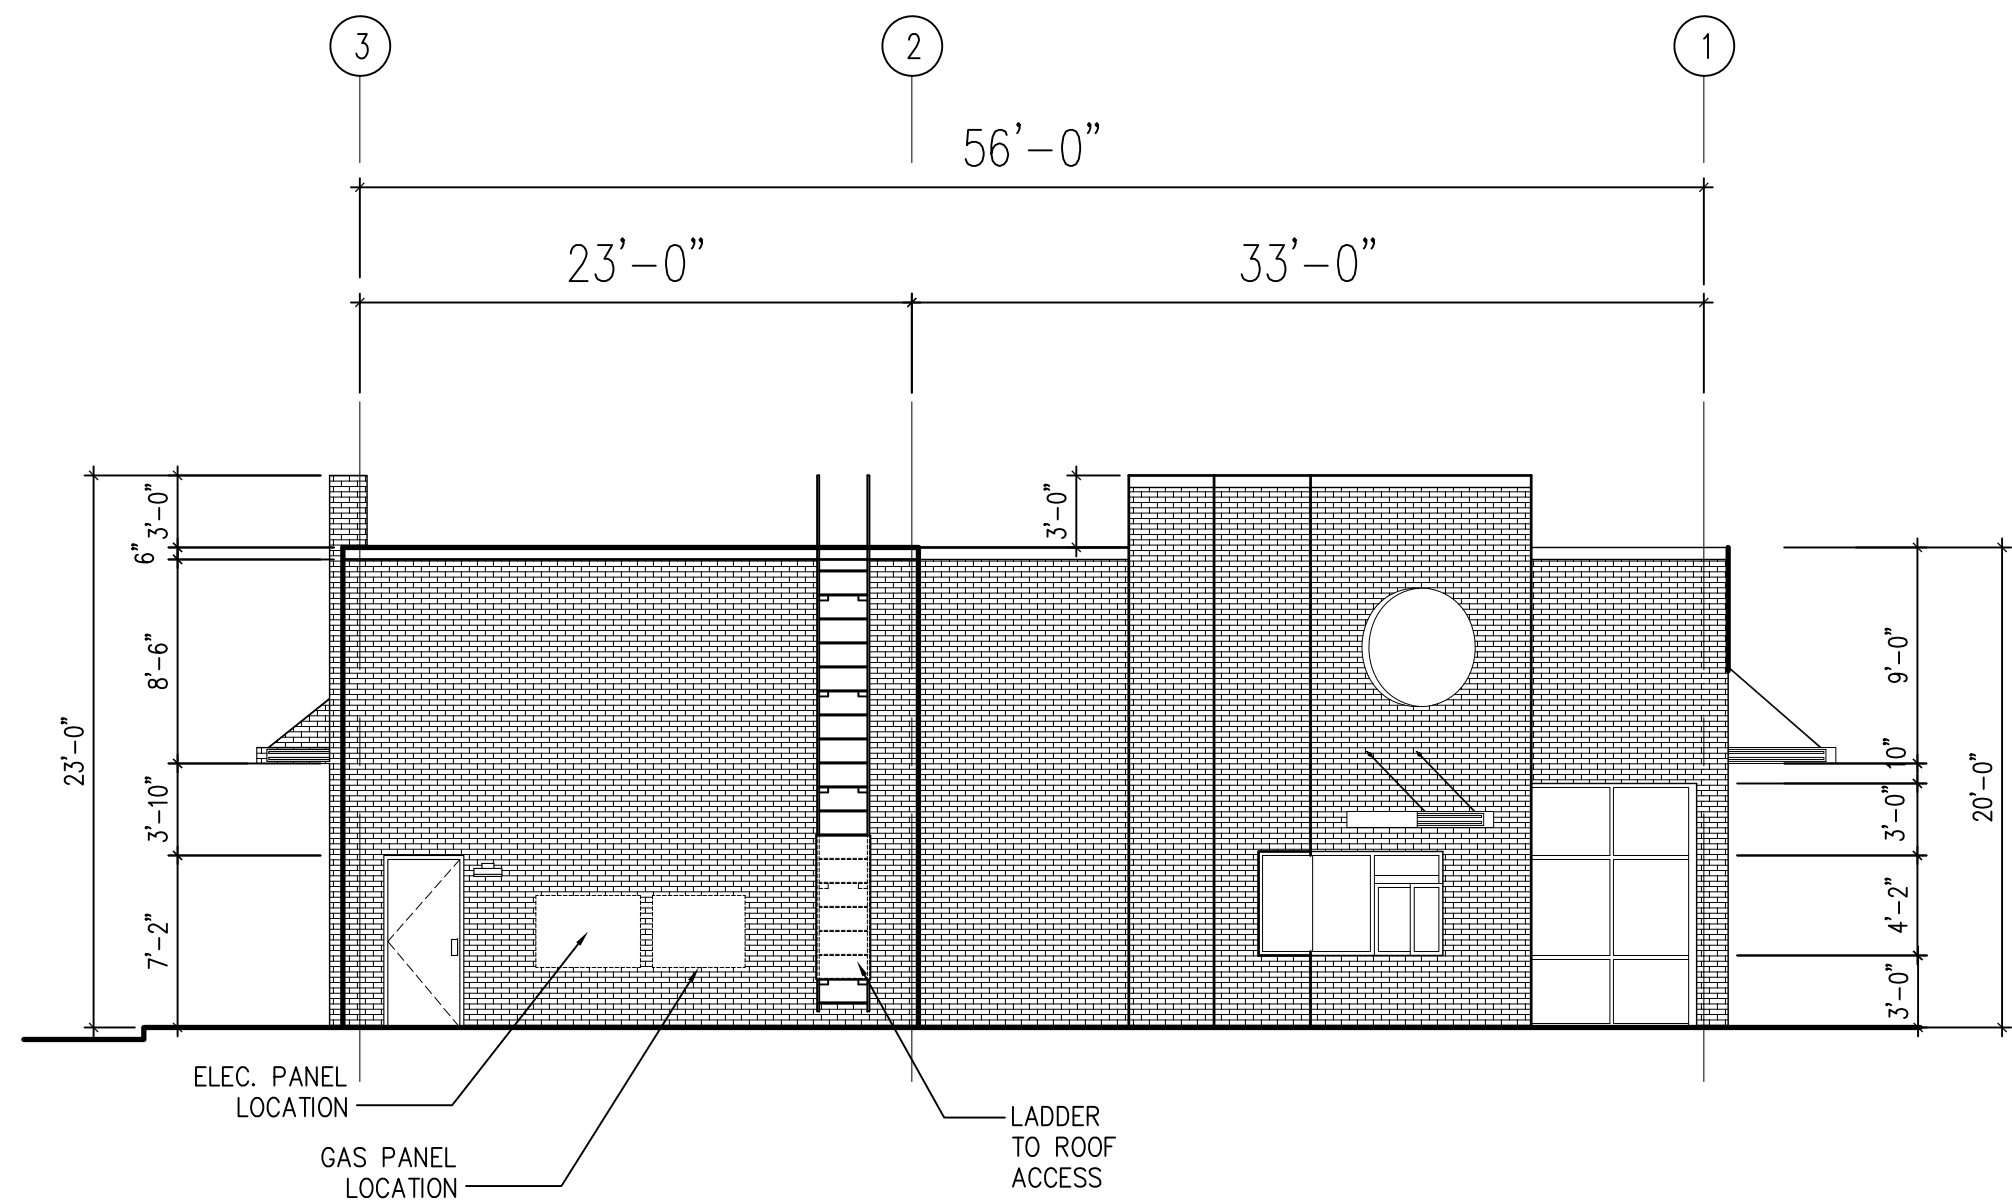 3
2
1
56'-0"
23'-0"
33'-0"
3'-0"
6"
8'-6"
3'-10"
7'-2"
23'-0"
3'-0"
9'-0"
10"
3'-0"
4'-2"
3'-0"
20'-0"
ELEC. PANEL
LOCATION
GAS PANEL
LOCATION
LADDER
TO ROOF
ACCESS